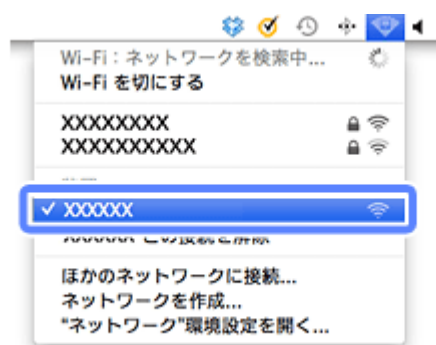 Wi-Fi：ネットワークを検索中...
Wi-Fi を切にする
XXXXXXXX
XXXXXXXXXX
✓ XXXXXX
ほかのネットワークに接続...
ネットワークを作成...
“ネットワーク”環境設定を開く...